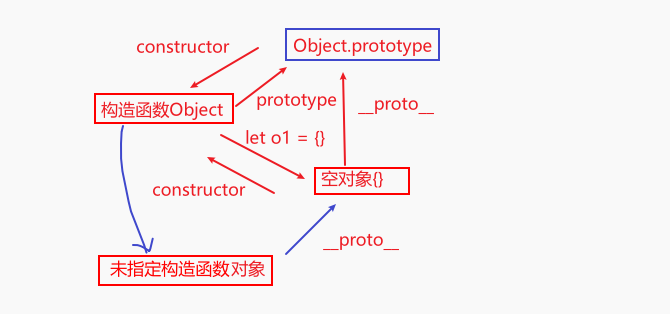 Object.prototype
constructor
构造函数Object
prototype
__proto__
let o1 = {}
空对象{}
constructor
__proto__
未指定构造函数对象